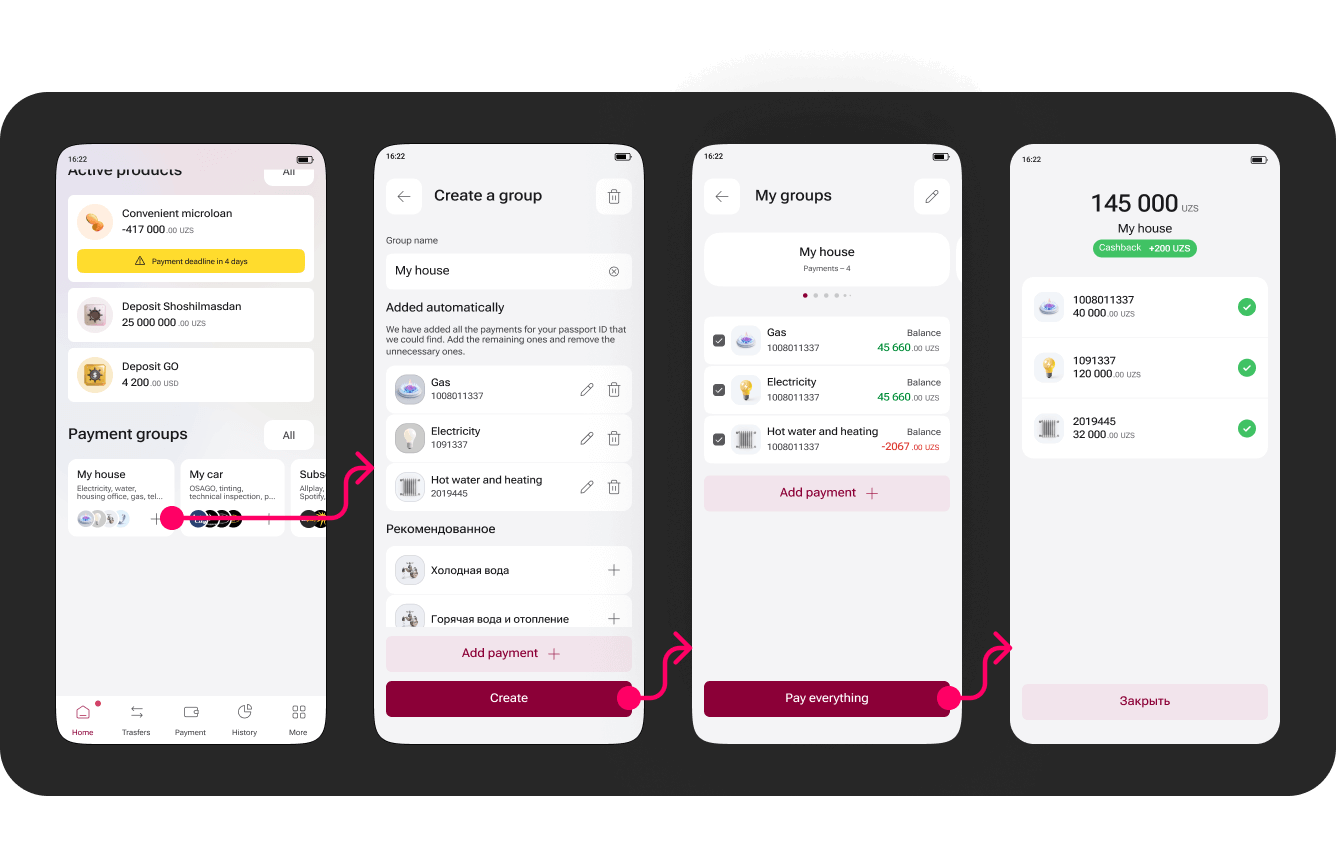 16:22
Active products
All
Convenient microloan
-417 000.00 UZS
Payment deadline in 4 days
Deposit Shoshilmasdan
25 000 000 .00 UZS
Deposit GO
4 200 .00 USD
Payment groups
All
My house
Electricity, water,
housing office, gas, tel...
My car
OSAGO, tinting,
technical inspection, p...
Subs
Allplay,
Spotify,
Home
Trasfers
Payment
History
More
16:22
Create a group
Group name
My house
Added automatically
We have added all the payments for your passport ID that
we could find. Add the remaining ones and remove the
unnecessary ones.
Gas
1008011337
Electricity
1091337
Hot water and heating
2019445
Рекомендованное
Холодная вода
Горячая вода и отопление
Add payment
Create
16:22
My groups
My house
Payments – 4
Gas
Balance
1008011337
45 660.00 UZS
Electricity
Balance
1008011337
45 660.00 UZS
Hot water and heating
Balance
1008011337
-2067.00 UZS
Add payment
Pay everything
16:22
145 000 UZS
My house
Cashback +200 UZS
1008011337
40 000.00 UZS
1091337
120 000.00 UZS
2019445
32 000.00 UZS
Закрыть